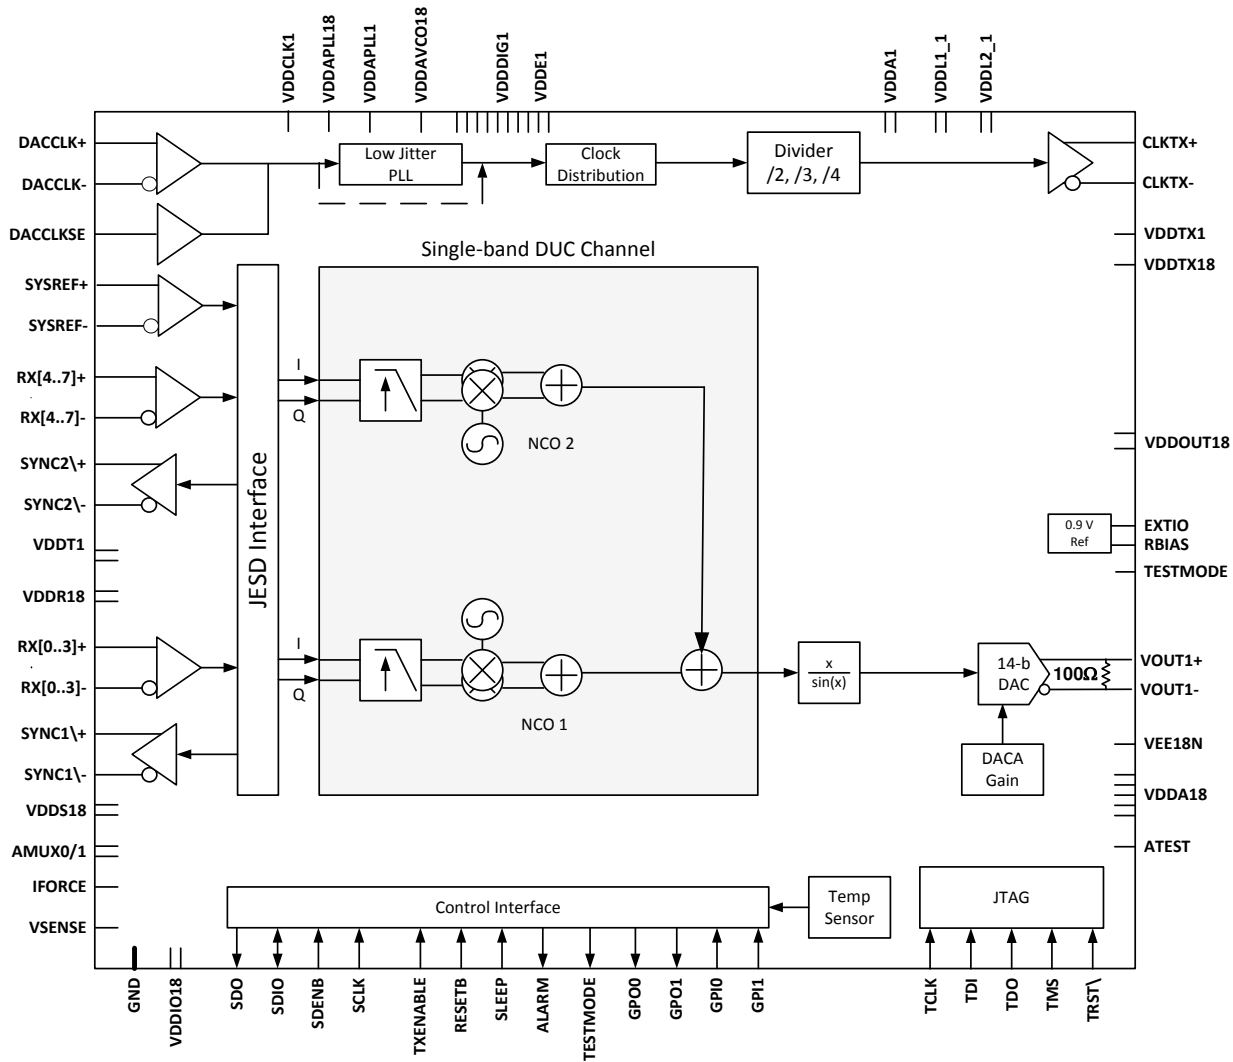 VDDCLK1
VDDAPLL18
VDDAPLL1
VDDAVCO18
VDDDIG1
VDDE1
VDDA1
VDDL1_1
VDDL2_1
DACCLK+
DACCLK-
DACCLKSE
SYSREF+
SYSREF-
RX[4..7]+
RX[4..7]-
SYNC2\+
SYNC2\-
VDDT1
VDDR18
RX[0..3]+
RX[0..3]-
SYNC1\+
SYNC1\-
VDDS18
AMUX0/1
IFORCE
VSENSE
Low Jitter
PLL
Clock
Distribution
Divider
/2, /3, /4
Single-band DUC Channel
JESD Interface
I
Q
NCO 2
I
Q
NCO 1
x
sin(x)
14-b
DAC
100Ω
DACA
Gain
0.9 V
Ref
CLKTX+
CLKTX-
VDDTX1
VDDTX18
VDDOUT18
EXTIO
RBIAS
TESTMODE
VOUT1+
VOUT1-
VEE18N
VDDA18
ATEST
Control Interface
Temp
Sensor
JTAG
GND
VDDIO18
SDO
SDIO
SDENB
SCLK
TXENABLE
RESETB
SLEEP
ALARM
TESTMODE
GPO0
GPO1
GPI0
GPI1
TCLK
TDI
TDO
TMS
TRST\